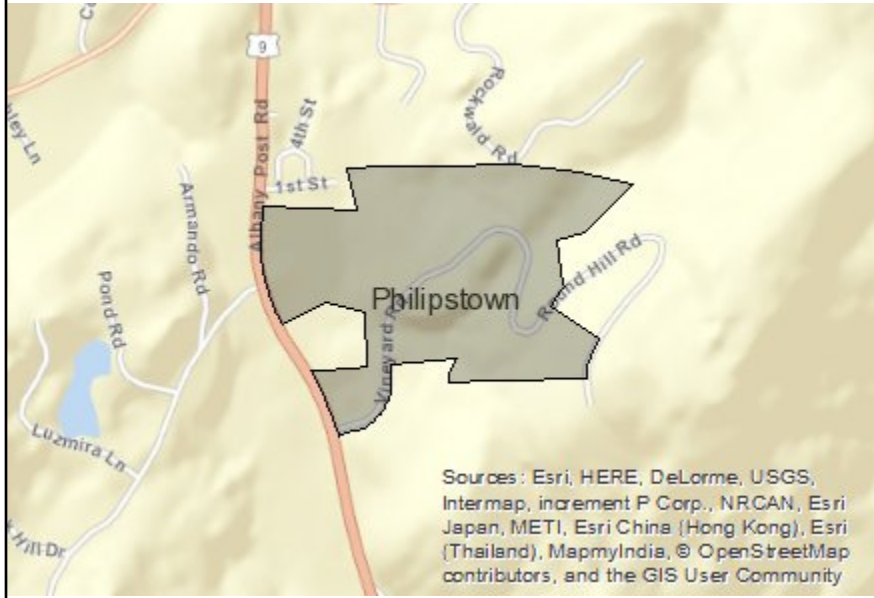 9
Rockwald Rd
4th St
Albany Post Rd
1st St
Armando Rd
Round Hill Rd
Pond Rd
Philipstown
Vineyard Rd
Luzmira Ln
Hill Dr
Sources: Esri, HERE, DeLorme, USGS,
Intermap, increment P Corp., NRCAN, Esri
Japan, METI, Esri China (Hong Kong), Esri
(Thailand), MapmyIndia, © OpenStreetMap
contributors, and the GIS User Community